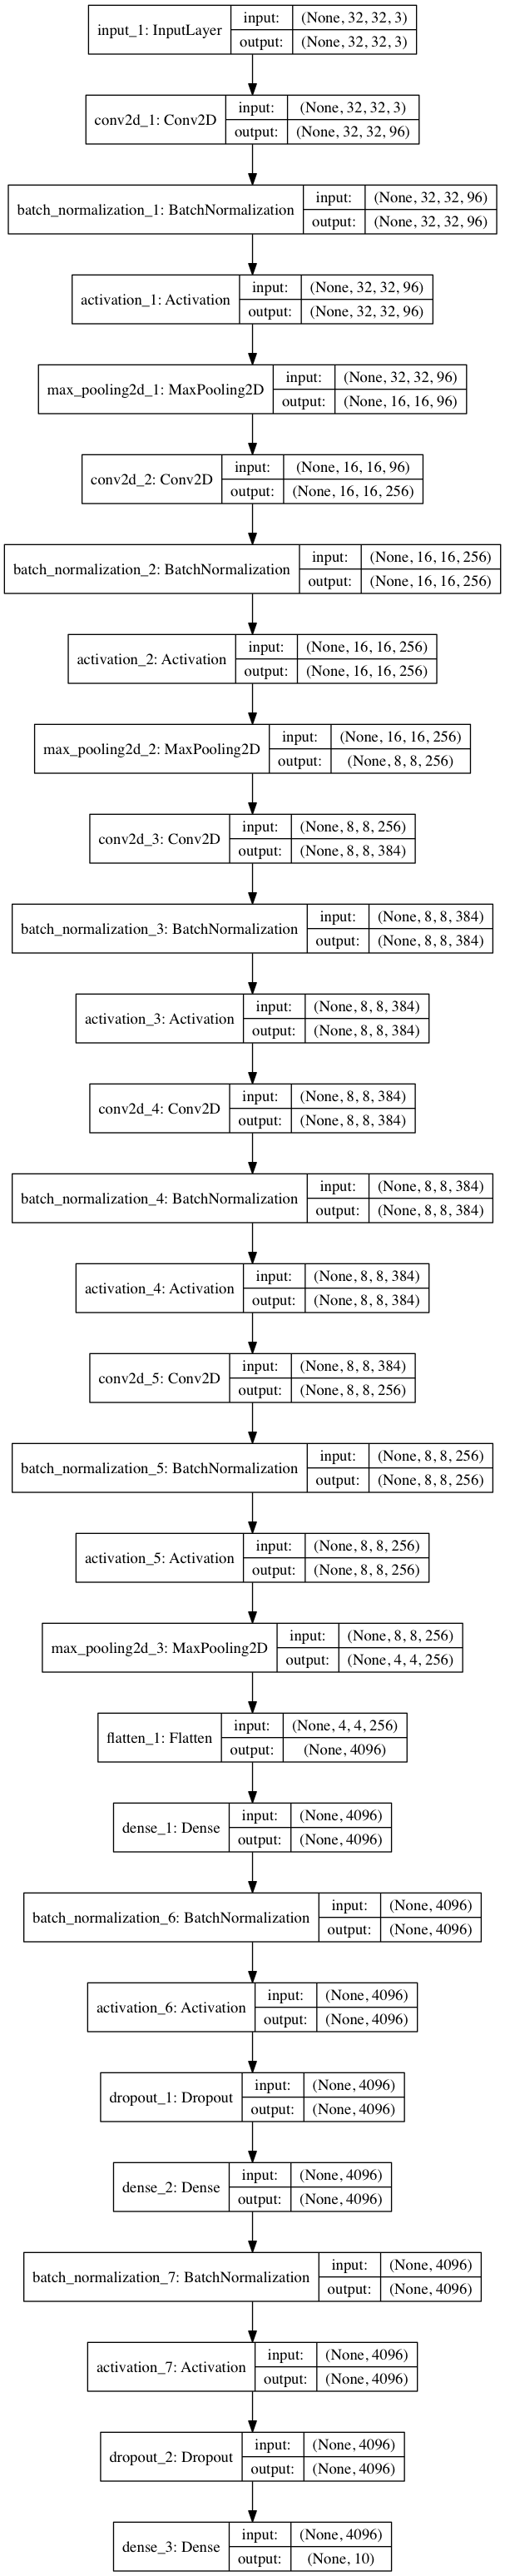 input_1: InputLayer
input: (None, 32, 32, 3)
output: (None, 32, 32, 3)
conv2d_1: Conv2D
input: (None, 32, 32, 3)
output: (None, 32, 32, 96)
batch_normalization_1: BatchNormalization
input: (None, 32, 32, 96)
output: (None, 32, 32, 96)
activation_1: Activation
input: (None, 32, 32, 96)
output: (None, 32, 32, 96)
max_pooling2d_1: MaxPooling2D
input: (None, 32, 32, 96)
output: (None, 16, 16, 96)
conv2d_2: Conv2D
input: (None, 16, 16, 96)
output: (None, 16, 16, 256)
batch_normalization_2: BatchNormalization
input: (None, 16, 16, 256)
output: (None, 16, 16, 256)
activation_2: Activation
input: (None, 16, 16, 256)
output: (None, 16, 16, 256)
max_pooling2d_2: MaxPooling2D
input: (None, 16, 16, 256)
output: (None, 8, 8, 256)
conv2d_3: Conv2D
input: (None, 8, 8, 256)
output: (None, 8, 8, 384)
batch_normalization_3: BatchNormalization
input: (None, 8, 8, 384)
output: (None, 8, 8, 384)
activation_3: Activation
input: (None, 8, 8, 384)
output: (None, 8, 8, 384)
conv2d_4: Conv2D
input: (None, 8, 8, 384)
output: (None, 8, 8, 384)
batch_normalization_4: BatchNormalization
input: (None, 8, 8, 384)
output: (None, 8, 8, 384)
activation_4: Activation
input: (None, 8, 8, 384)
output: (None, 8, 8, 384)
conv2d_5: Conv2D
input: (None, 8, 8, 384)
output: (None, 8, 8, 256)
batch_normalization_5: BatchNormalization
input: (None, 8, 8, 256)
output: (None, 8, 8, 256)
activation_5: Activation
input: (None, 8, 8, 256)
output: (None, 8, 8, 256)
max_pooling2d_3: MaxPooling2D
input: (None, 8, 8, 256)
output: (None, 4, 4, 256)
flatten_1: Flatten
input: (None, 4, 4, 256)
output: (None, 4096)
dense_1: Dense
input: (None, 4096)
output: (None, 4096)
batch_normalization_6: BatchNormalization
input: (None, 4096)
output: (None, 4096)
activation_6: Activation
input: (None, 4096)
output: (None, 4096)
dropout_1: Dropout
input: (None, 4096)
output: (None, 4096)
dense_2: Dense
input: (None, 4096)
output: (None, 4096)
batch_normalization_7: BatchNormalization
input: (None, 4096)
output: (None, 4096)
activation_7: Activation
input: (None, 4096)
output: (None, 4096)
dropout_2: Dropout
input: (None, 4096)
output: (None, 4096)
dense_3: Dense
input: (None, 4096)
output: (None, 10)